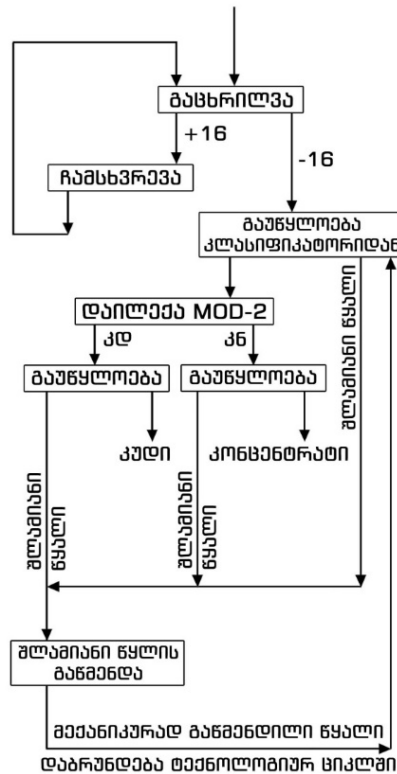 გაცხრილვა
+16
-16
ჩამსხვრევა
გაუწყლოება
კლასიფიკატორიდან
დაილექა MOD-2
კდ
კნ
გაუწყლოება
გაუწყლოება
შლამიანი წყალი
კუდი
კონცენტრატი
შლამიანი
წყალი
შლამიანი
წყალი
შლამიანი წყლის
გაწმენდა
მექანიკურად გაწმენდილი წყალი
დაბრუნდება ტექნოლოგიურ ციკლში